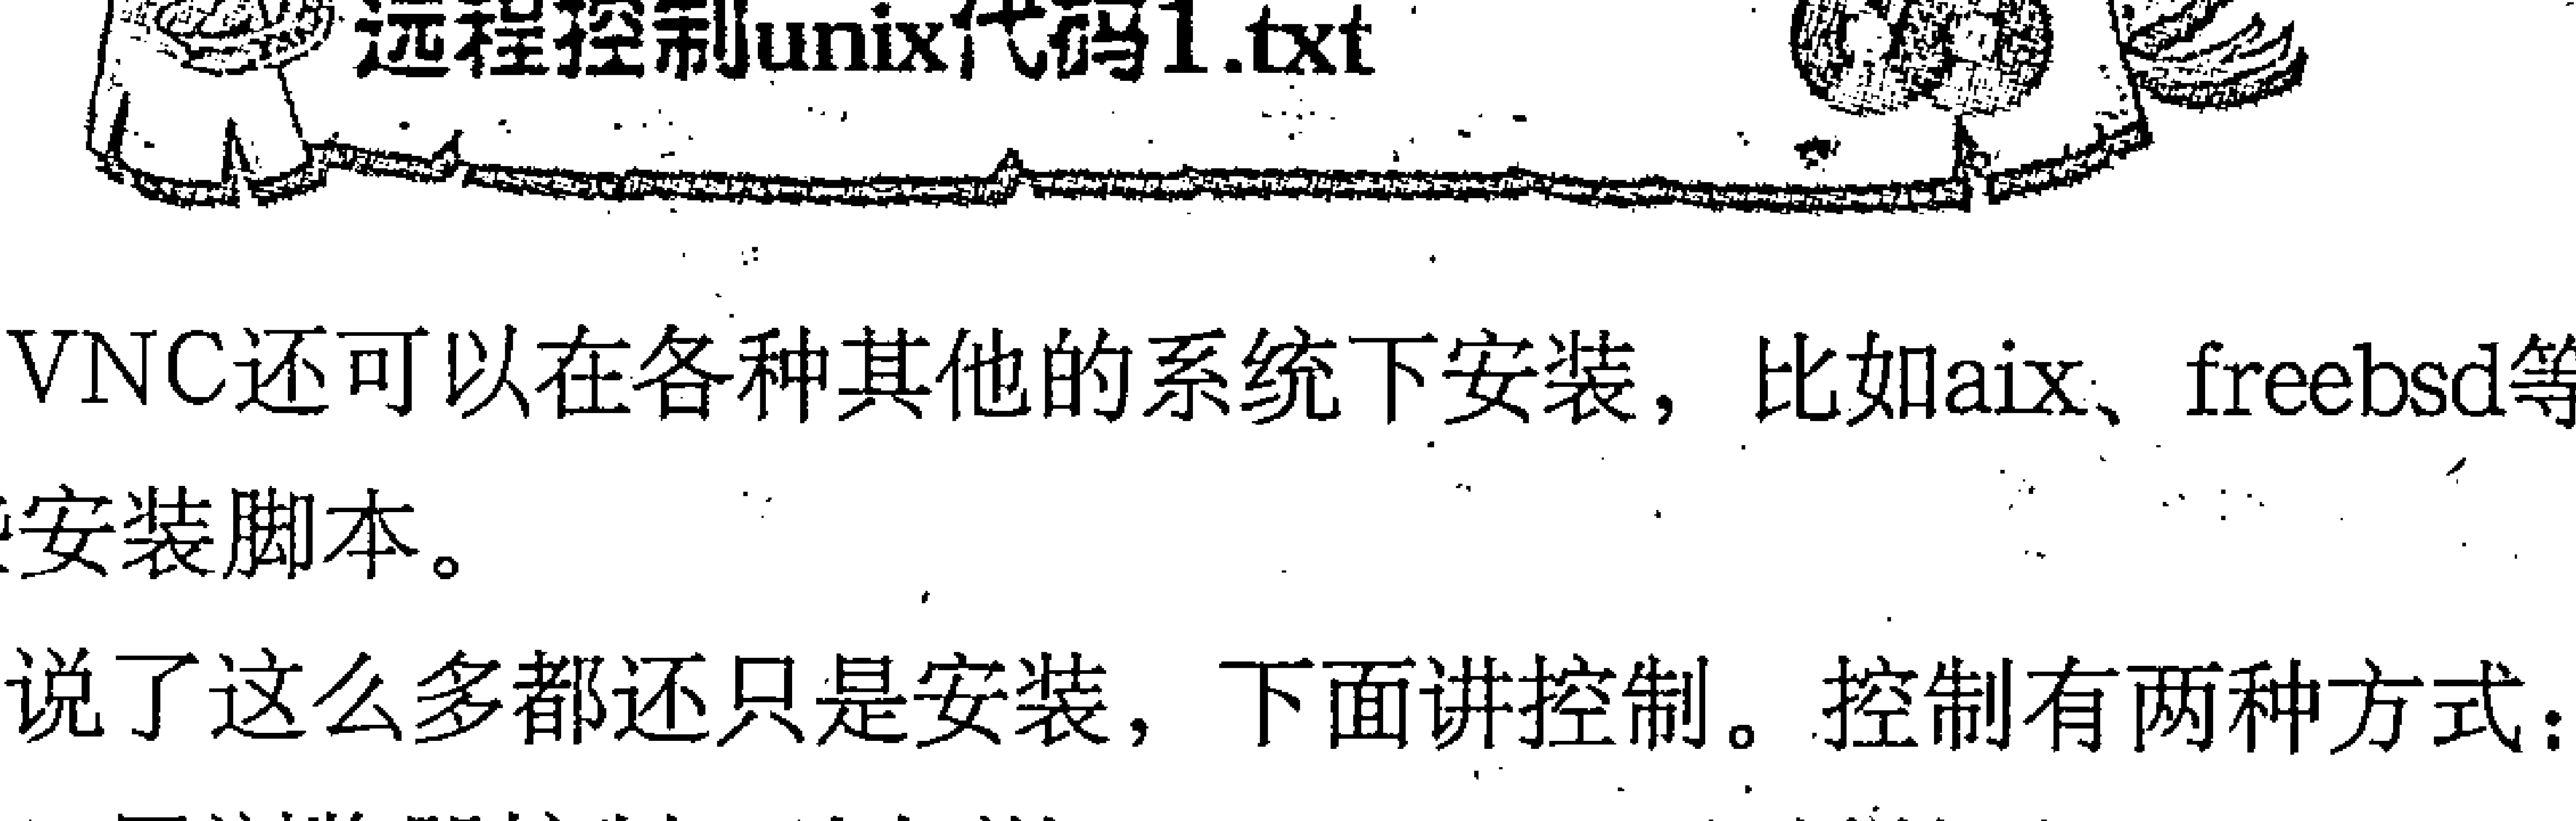 远程控制unix代码1.txt
VNC还可以在各种其他的系统下安装，比如aix、freebsd等
安装脚本。
说了这么多都还只是安装，下面讲控制。控制有两种方式：